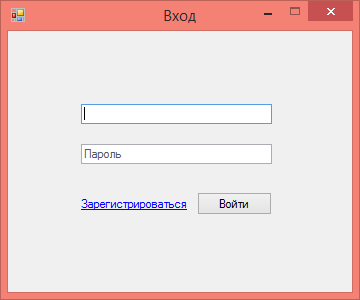 Вход
Пароль
Зарегистрироваться
Войти